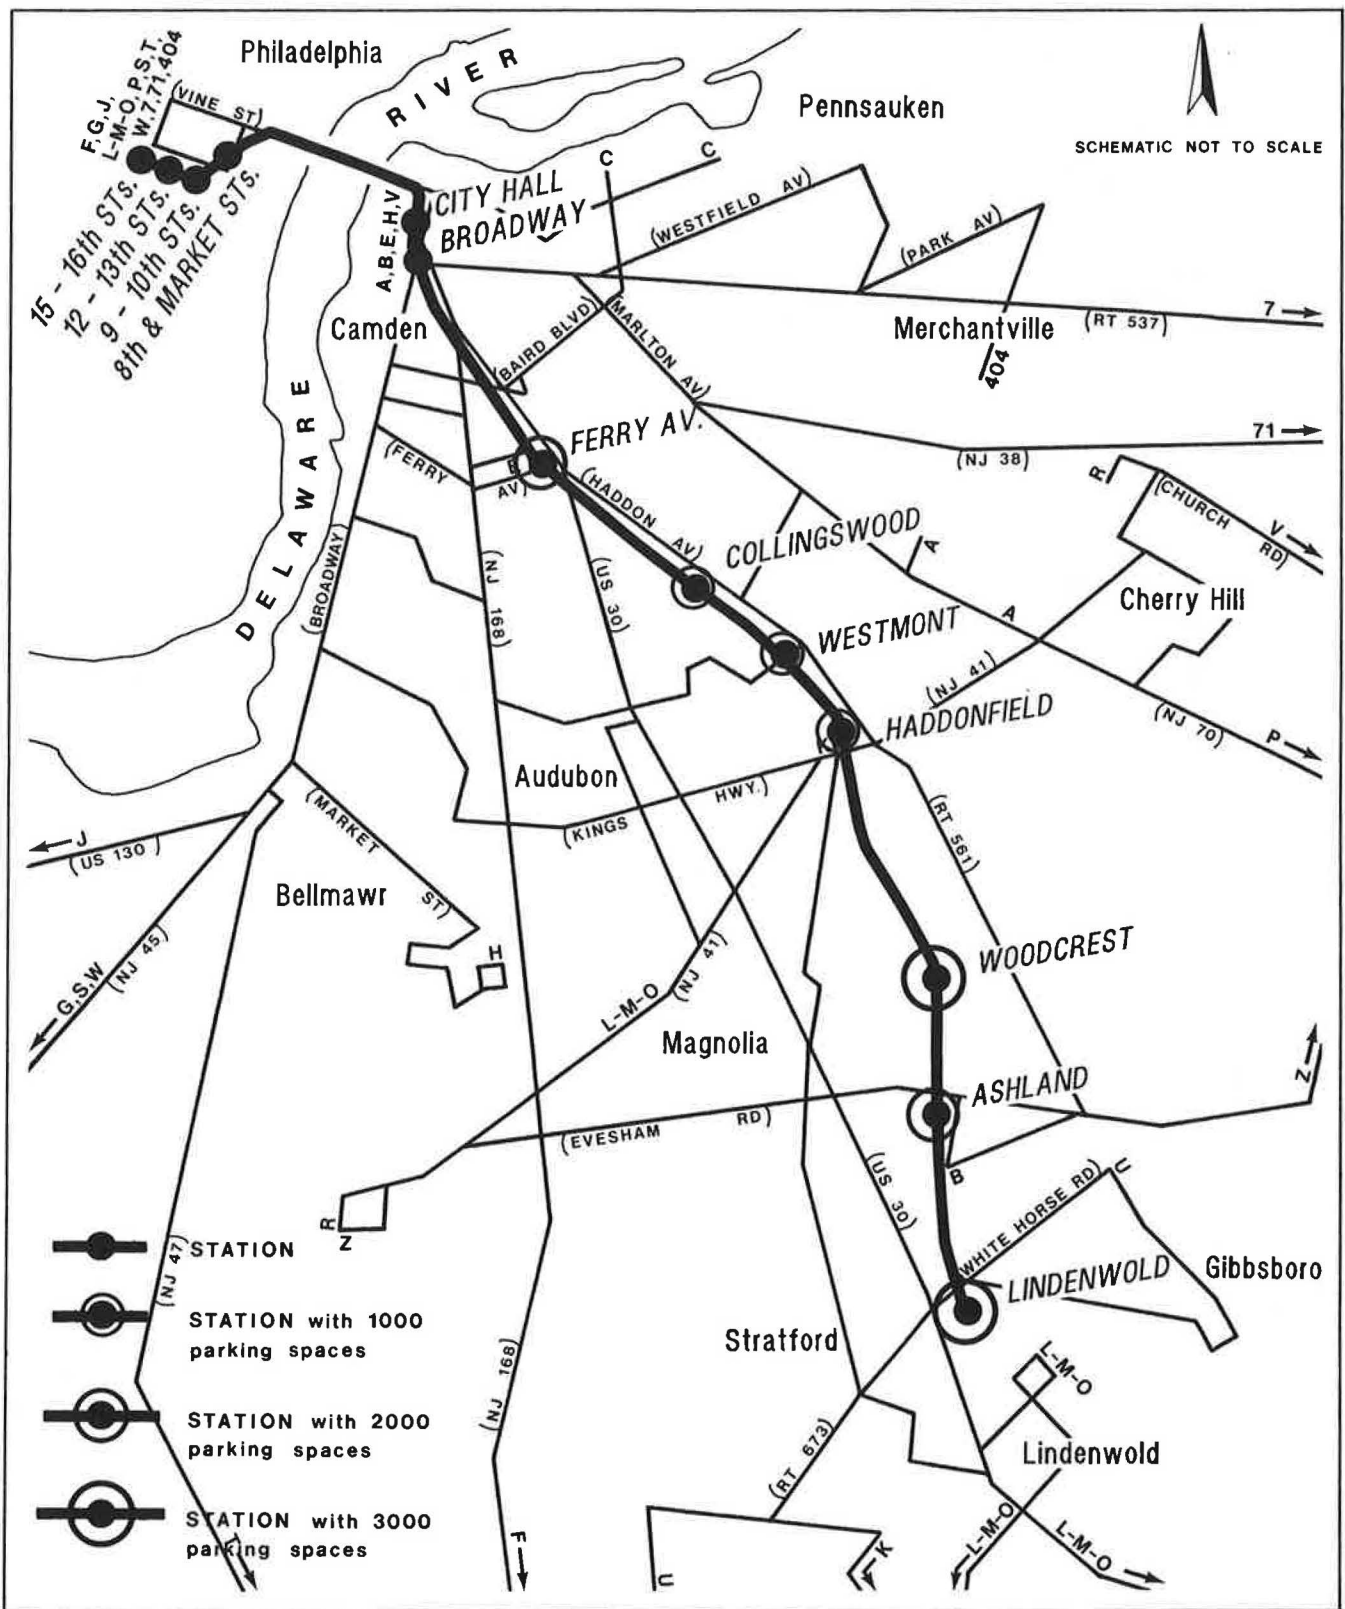 Philadelphia
RIVER
Pennsauken
SCHEMATIC NOT TO SCALE
F,G,J,
L-M-O,P,S,T,
W,7,71,404
(VINE ST)
15 - 16th STs.
12 - 13th STs.
9 - 10th STs.
8th & MARKET STs.
A,B,E,H,V
CITY HALL
BROADWAY
C
C
(WESTFIELD AV)
(PARK AV)
7
(RT 537)
Merchantville
404
Camden
(BAIRD BLVD)
(MARLTON AV)
DELAWARE
FERRY AV.
(FERRY AV)
E
71
(NJ 38)
(HADDON AV)
R
(CHURCH RD)
V
COLLINGSWOOD
A
(BROADWAY)
(NJ 168)
(US 30)
Cherry Hill
WESTMONT
A
(NJ 41)
HADDONFIELD
(NJ 70)
P
Audubon
(KINGS HWY.)
(MARKET ST)
J
(US 130)
(RT 561)
Bellmawr
H
WOODCREST
G,S,W
(NJ 45)
L-M-O
(NJ 41)
Magnolia
Z
ASHLAND
(EVESHAM RD)
B
(US 30)
WHITE HORSE RD)
U
R
Z
STATION
(NJ 47)
LINDENWOLD
Gibbsboro
STATION with 1000
parking spaces
Stratford
L-M-O
(NJ 168)
STATION with 2000
parking spaces
(RT 673)
Lindenwold
STATION with 3000
parking spaces
T
F
U
K
L-M-O
L-M-O